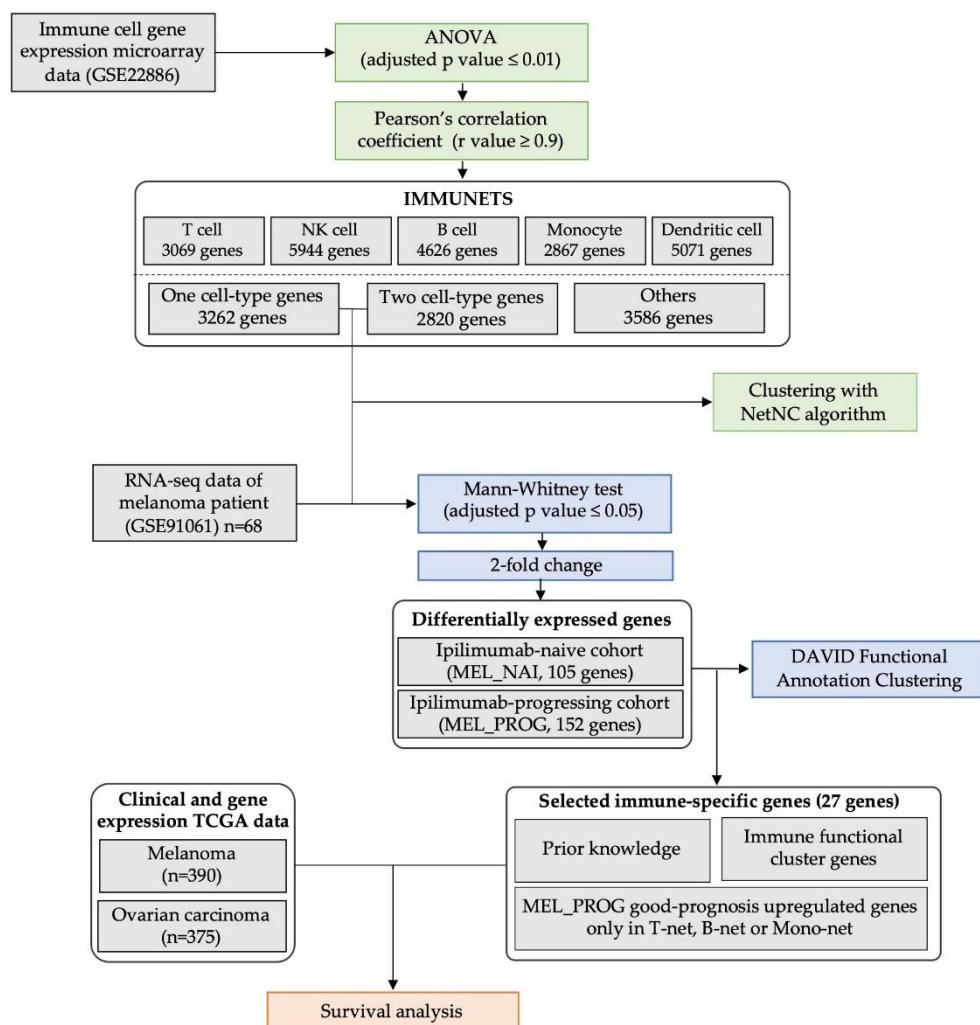 Immune cell gene
expression microarray
data (GSE22886)
ANOVA
(adjusted p value ≤ 0.01)
Pearson's correlation
coefficient (r value ≥ 0.9)
IMMUNETS
T cell
3069 genes
NK cell
5944 genes
B cell
4626 genes
Monocyte
2867 genes
Dendritic cell
5071 genes
One cell-type genes
3262 genes
Two cell-type genes
2820 genes
Others
3586 genes
Clustering with
NetNC algorithm
RNA-seq data of
melanoma patient
(GSE91061) n=68
Mann-Whitney test
(adjusted p value ≤ 0.05)
2-fold change
Differentially expressed genes
Ipilimumab-naive cohort
(MEL_NAI, 105 genes)
Ipilimumab-progressing cohort
(MEL_PROG, 152 genes)
DAVID Functional
Annotation Clustering
Clinical and gene
expression TCGA data
Melanoma
(n=390)
Ovarian carcinoma
(n=375)
Selected immune-specific genes (27 genes)
Prior knowledge
Immune functional
cluster genes
MEL_PROG good-prognosis upregulated genes
only in T-net, B-net or Mono-net
Survival analysis